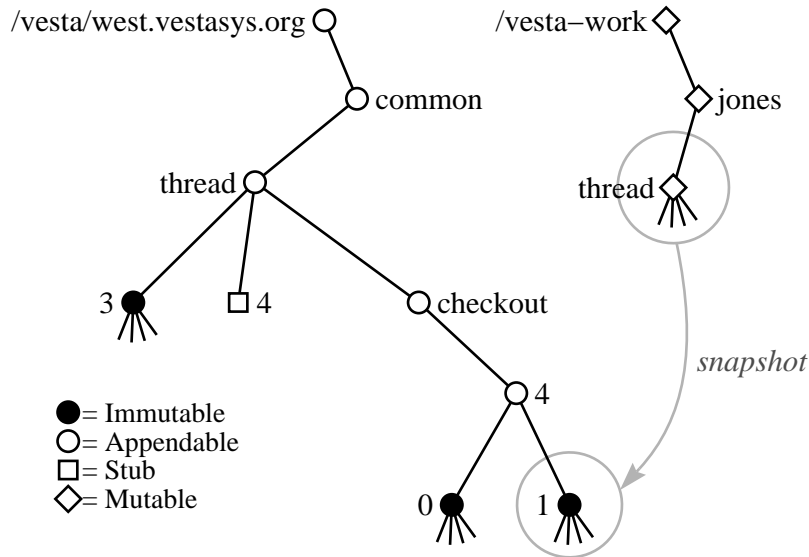 /vesta/west.vestasys.org
/vesta−work
common
jones
thread
thread
3
4
checkout
snapshot
4
= Immutable
= Appendable
= Stub
= Mutable
0
1